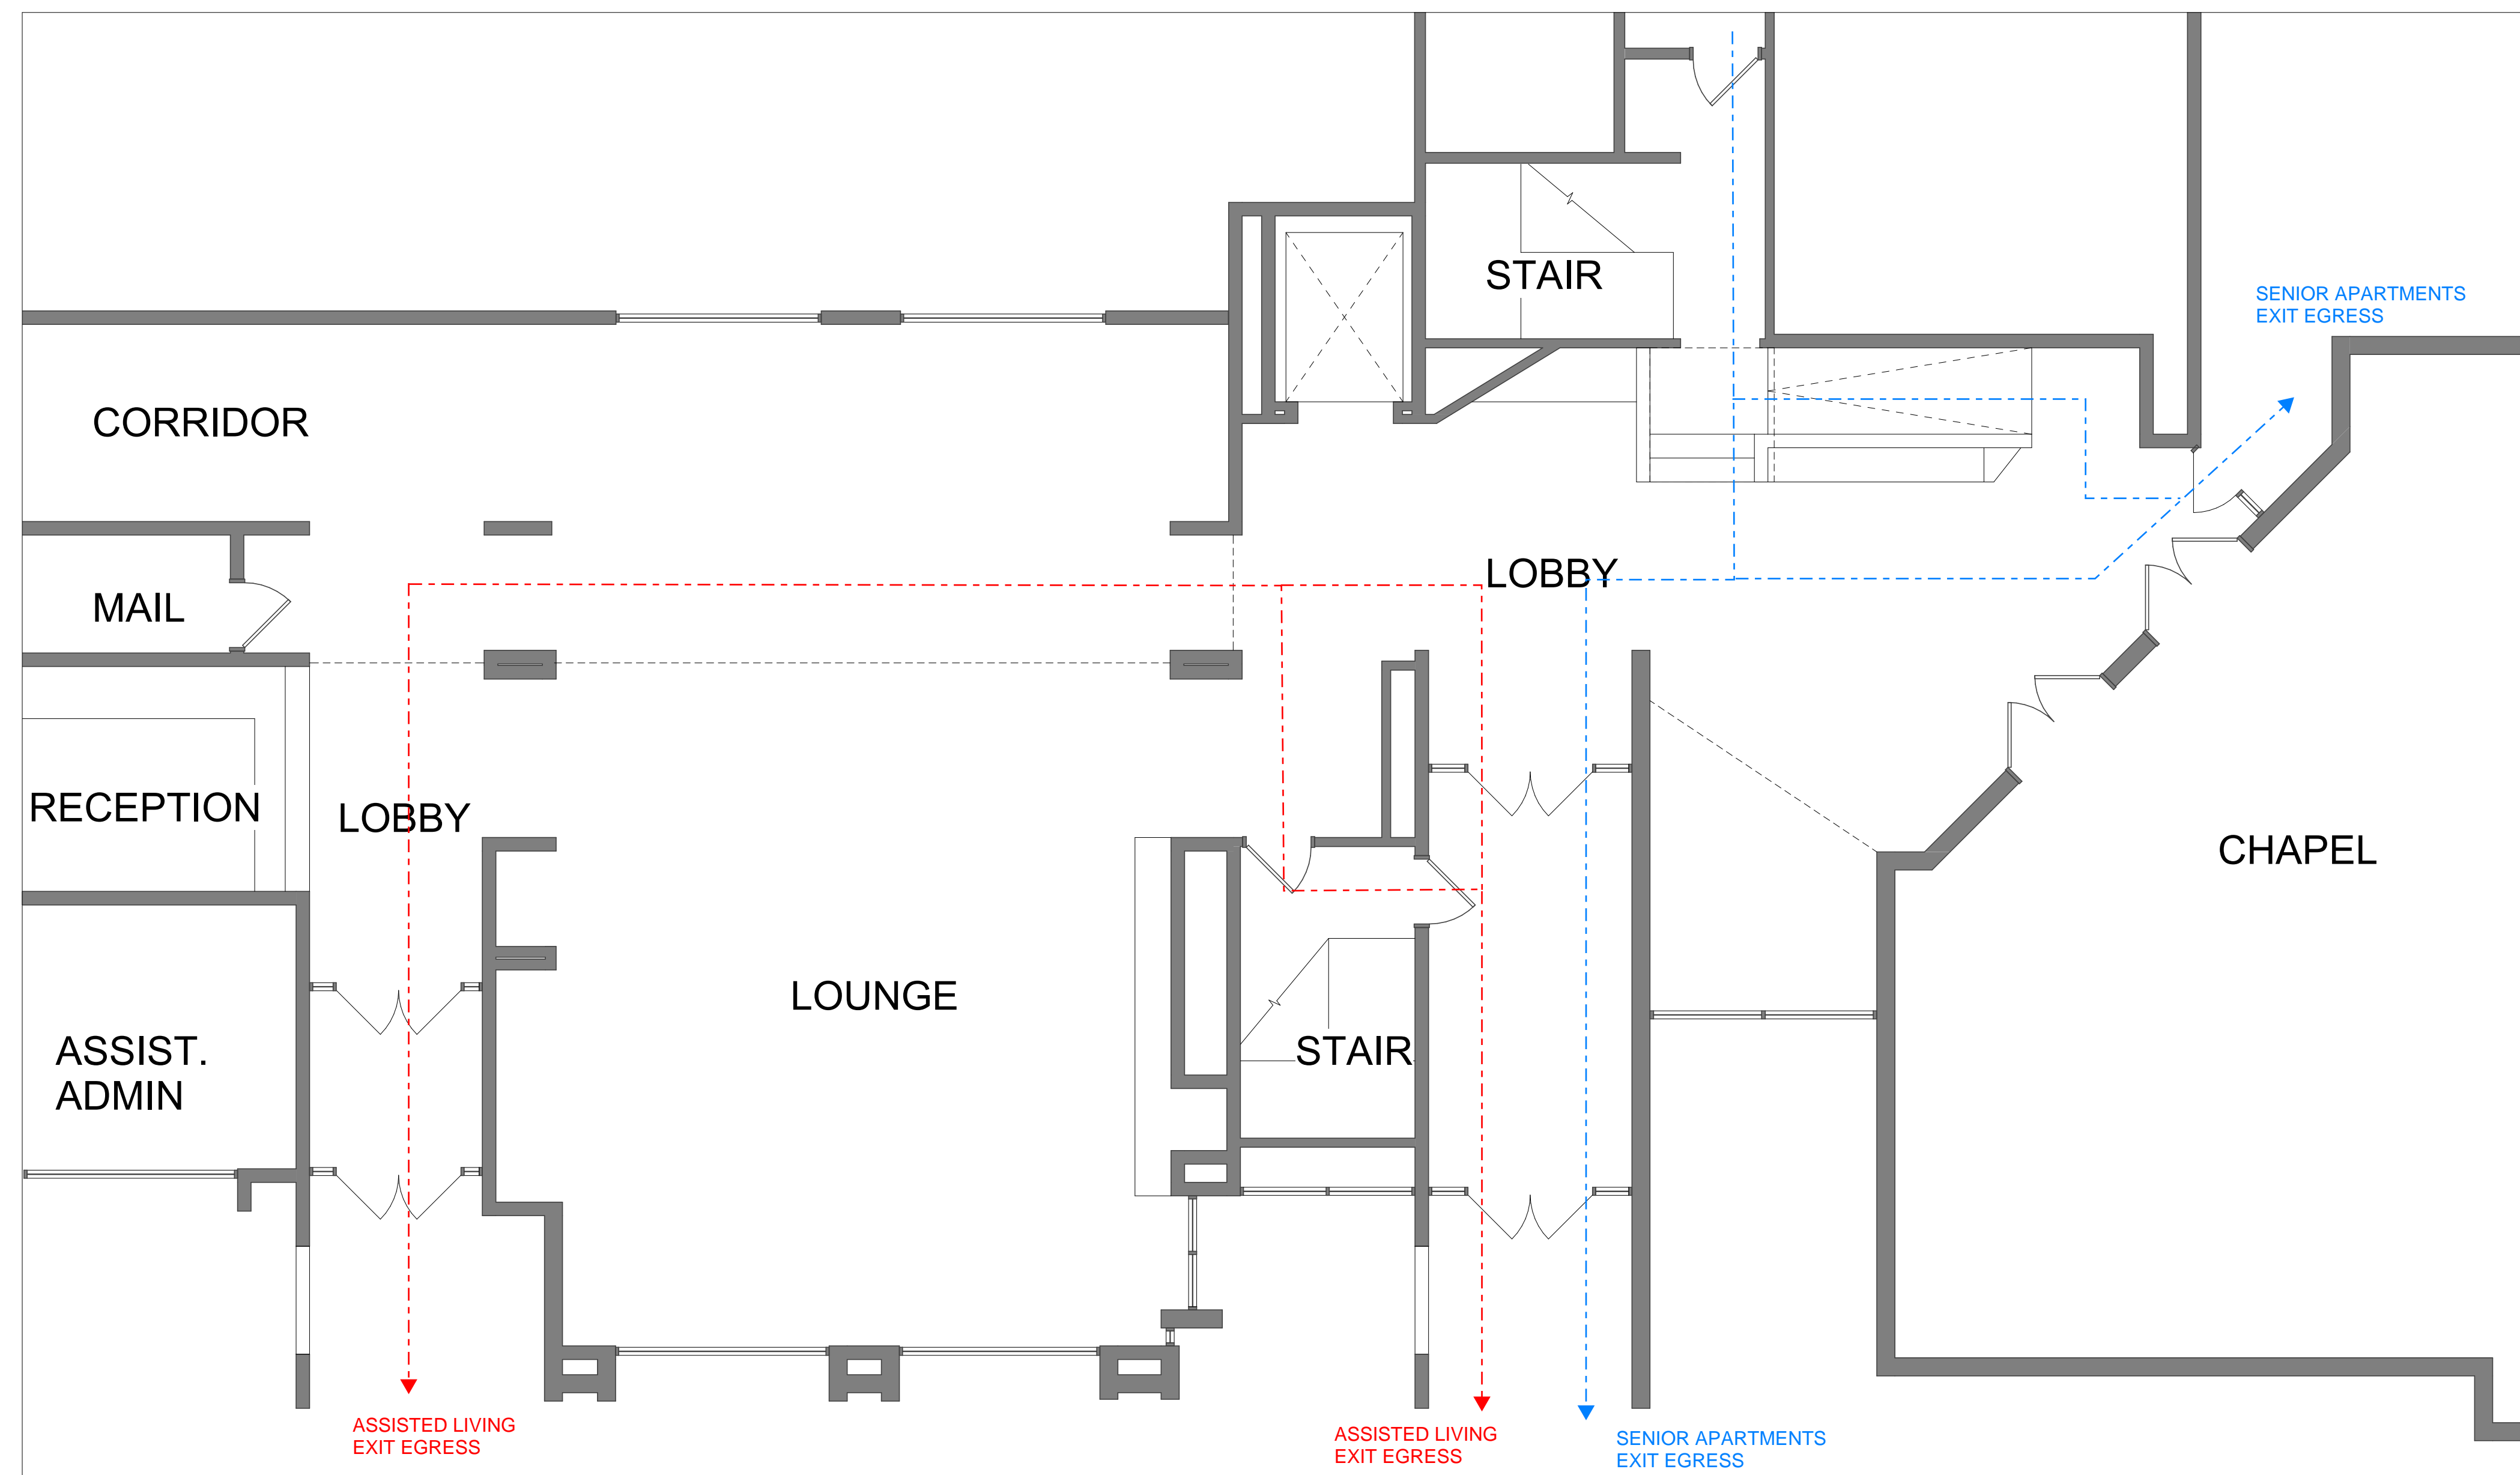 STAIR
SENIOR APARTMENTS
EXIT EGRESS
CORRIDOR
LOBBY
MAIL
RECEPTION
LOBBY
CHAPEL
LOUNGE
ASSIST.
ADMIN
STAIR
ASSISTED LIVING
EXIT EGRESS
ASSISTED LIVING
EXIT EGRESS
SENIOR APARTMENTS
EXIT EGRESS